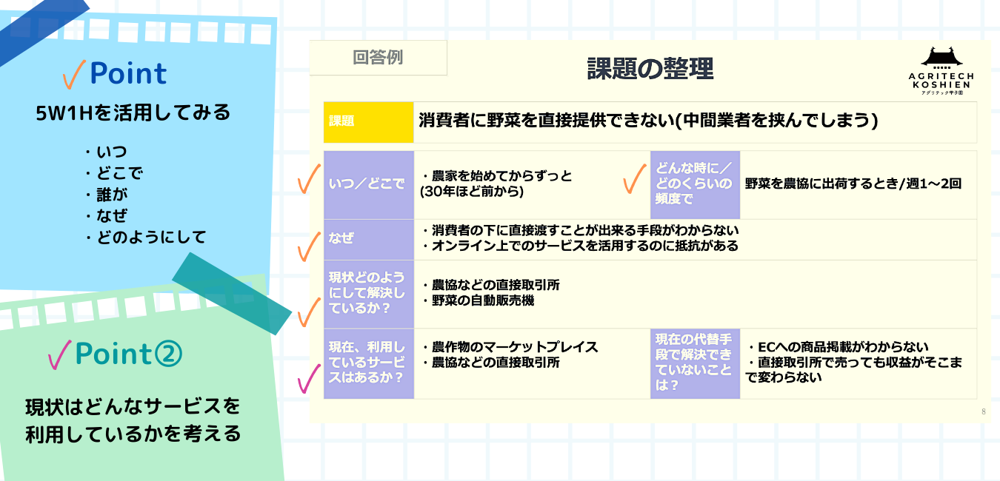 Point
5W1Hを活用してみる
・いつ
・どこで
・誰が
・なぜ
・どのようにして
Point②
現状はどんなサービスを
利用しているかを考える
回答例
課題の整理
AGRITECH
KOSHIEN
アグリテック甲子園
課題
消費者に野菜を直接提供できない(中間業者を挟んでしまう)
いつ／どこで
・農家を始めてからずっと
(30年ほど前から)
どんな時に／
どのくらいの
頻度で
野菜を農協に出荷するとき/週1〜2回
なぜ
・消費者の下に直接渡すことが出来る手段がわからない
・オンライン上でのサービスを活用するのに抵抗がある
現状どのよう
にして解決し
ているか？
・農協などの直接取引所
・野菜の自動販売機
現在、利用し
ているサービ
スはあるか？
・農作物のマーケットプレイス
・農協などの直接取引所
現在の代替手
段で解決でき
ていないこと
は？
・ECへの商品掲載がわからない
・直接取引所で売っても収益がそこま
で変わらない
8